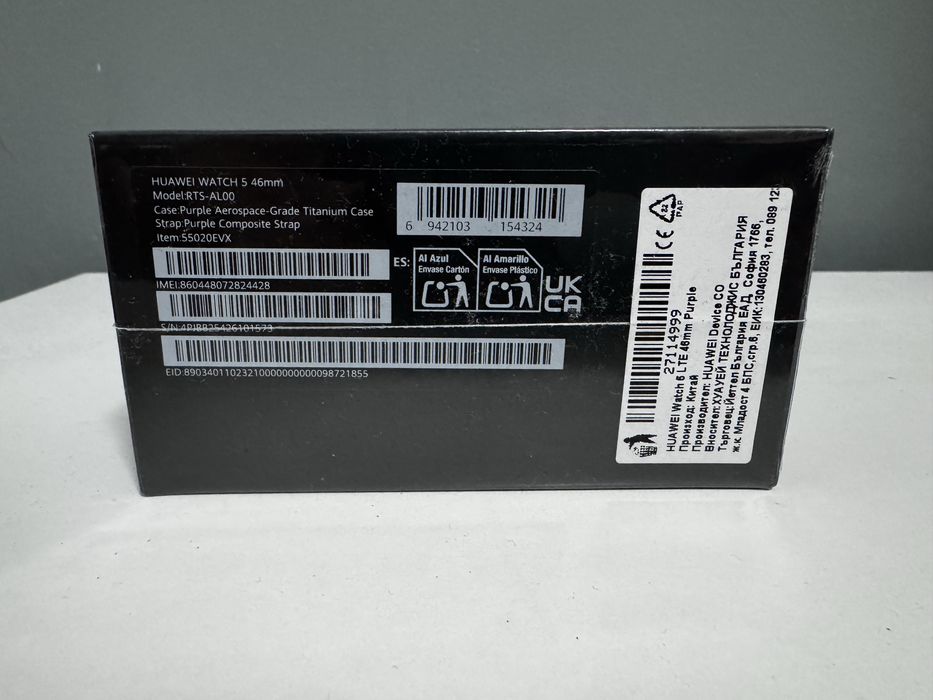 HUAWEI WATCH 5 46mm
Model:RTS-AL00
Case:Purple Aerospace-Grade Titanium Case
Strap:Purple Composite Strap
Item:55020EVX
6 942103 154324
IMEI:860448072824428
S/N:4PJBB25426101573
EID:89034011023210000000000098721855
ES:
Al Azul
Envase Cartón
Al Amarillo
Envase Plástico
UK
CA
CE
22
PAP
27114999
HUAWEI Watch 5 LTE 46mm Purple
Произход: Китай
Производител: HUAWEI Device CO
Вносител:ХУАУЕЙ ТЕХНОЛОДЖИС БЪЛГАРИЯ
Търговец:Йеттел България ЕАД, София 1766,
ж.к Младост 4 БПС,сгр.6, ЕИК:130460283, тел. 089 123